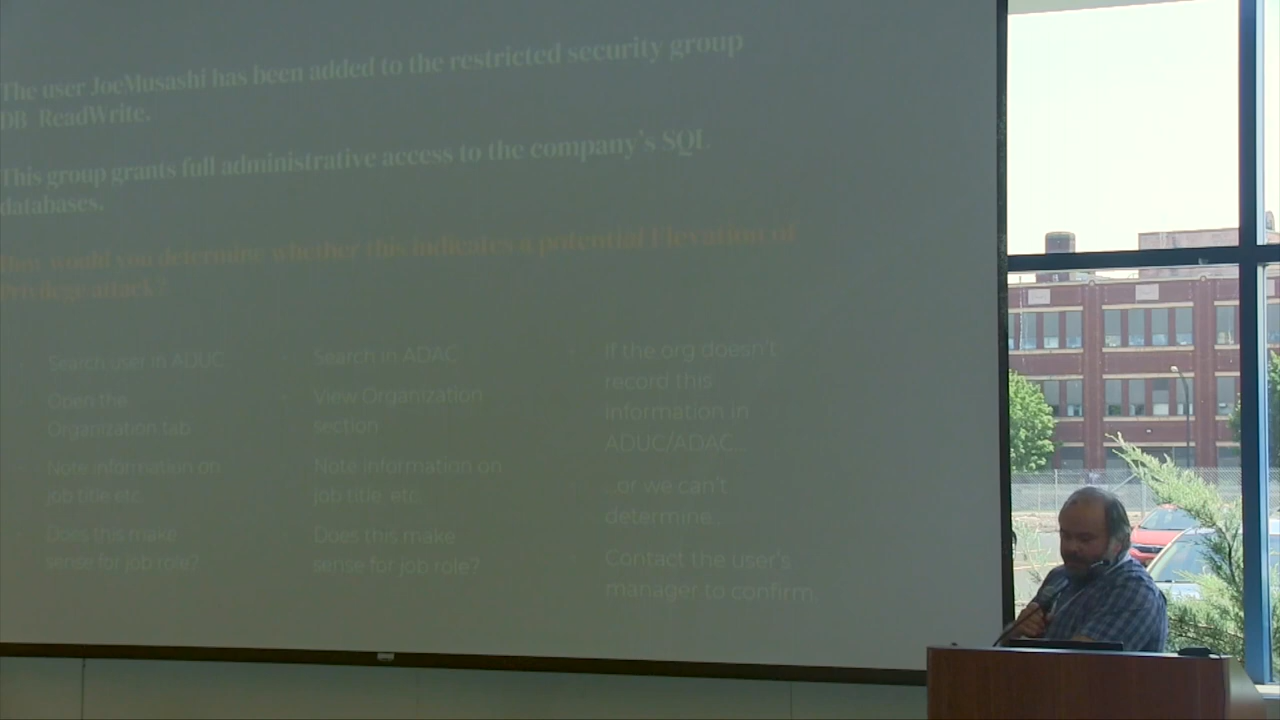 The user JoeMusashi has been added to the restricted security group
DB_ReadWrite.
This group grants full administrative access to the company's SQL
databases.
How would you determine whether this indicates a potential Elevation of
Privilege attack?
Search user in ADUC
Open the
Organization tab
Note information on
job title etc.
Does this make
sense for job role?
Search in ADAC
View Organization
section
Note information on
job title, etc.
Does this make
sense for job role?
If the org doesn't
record this
information in
ADUC/ADAC...
...or we can't
determine...
Contact the user's
manager to confirm